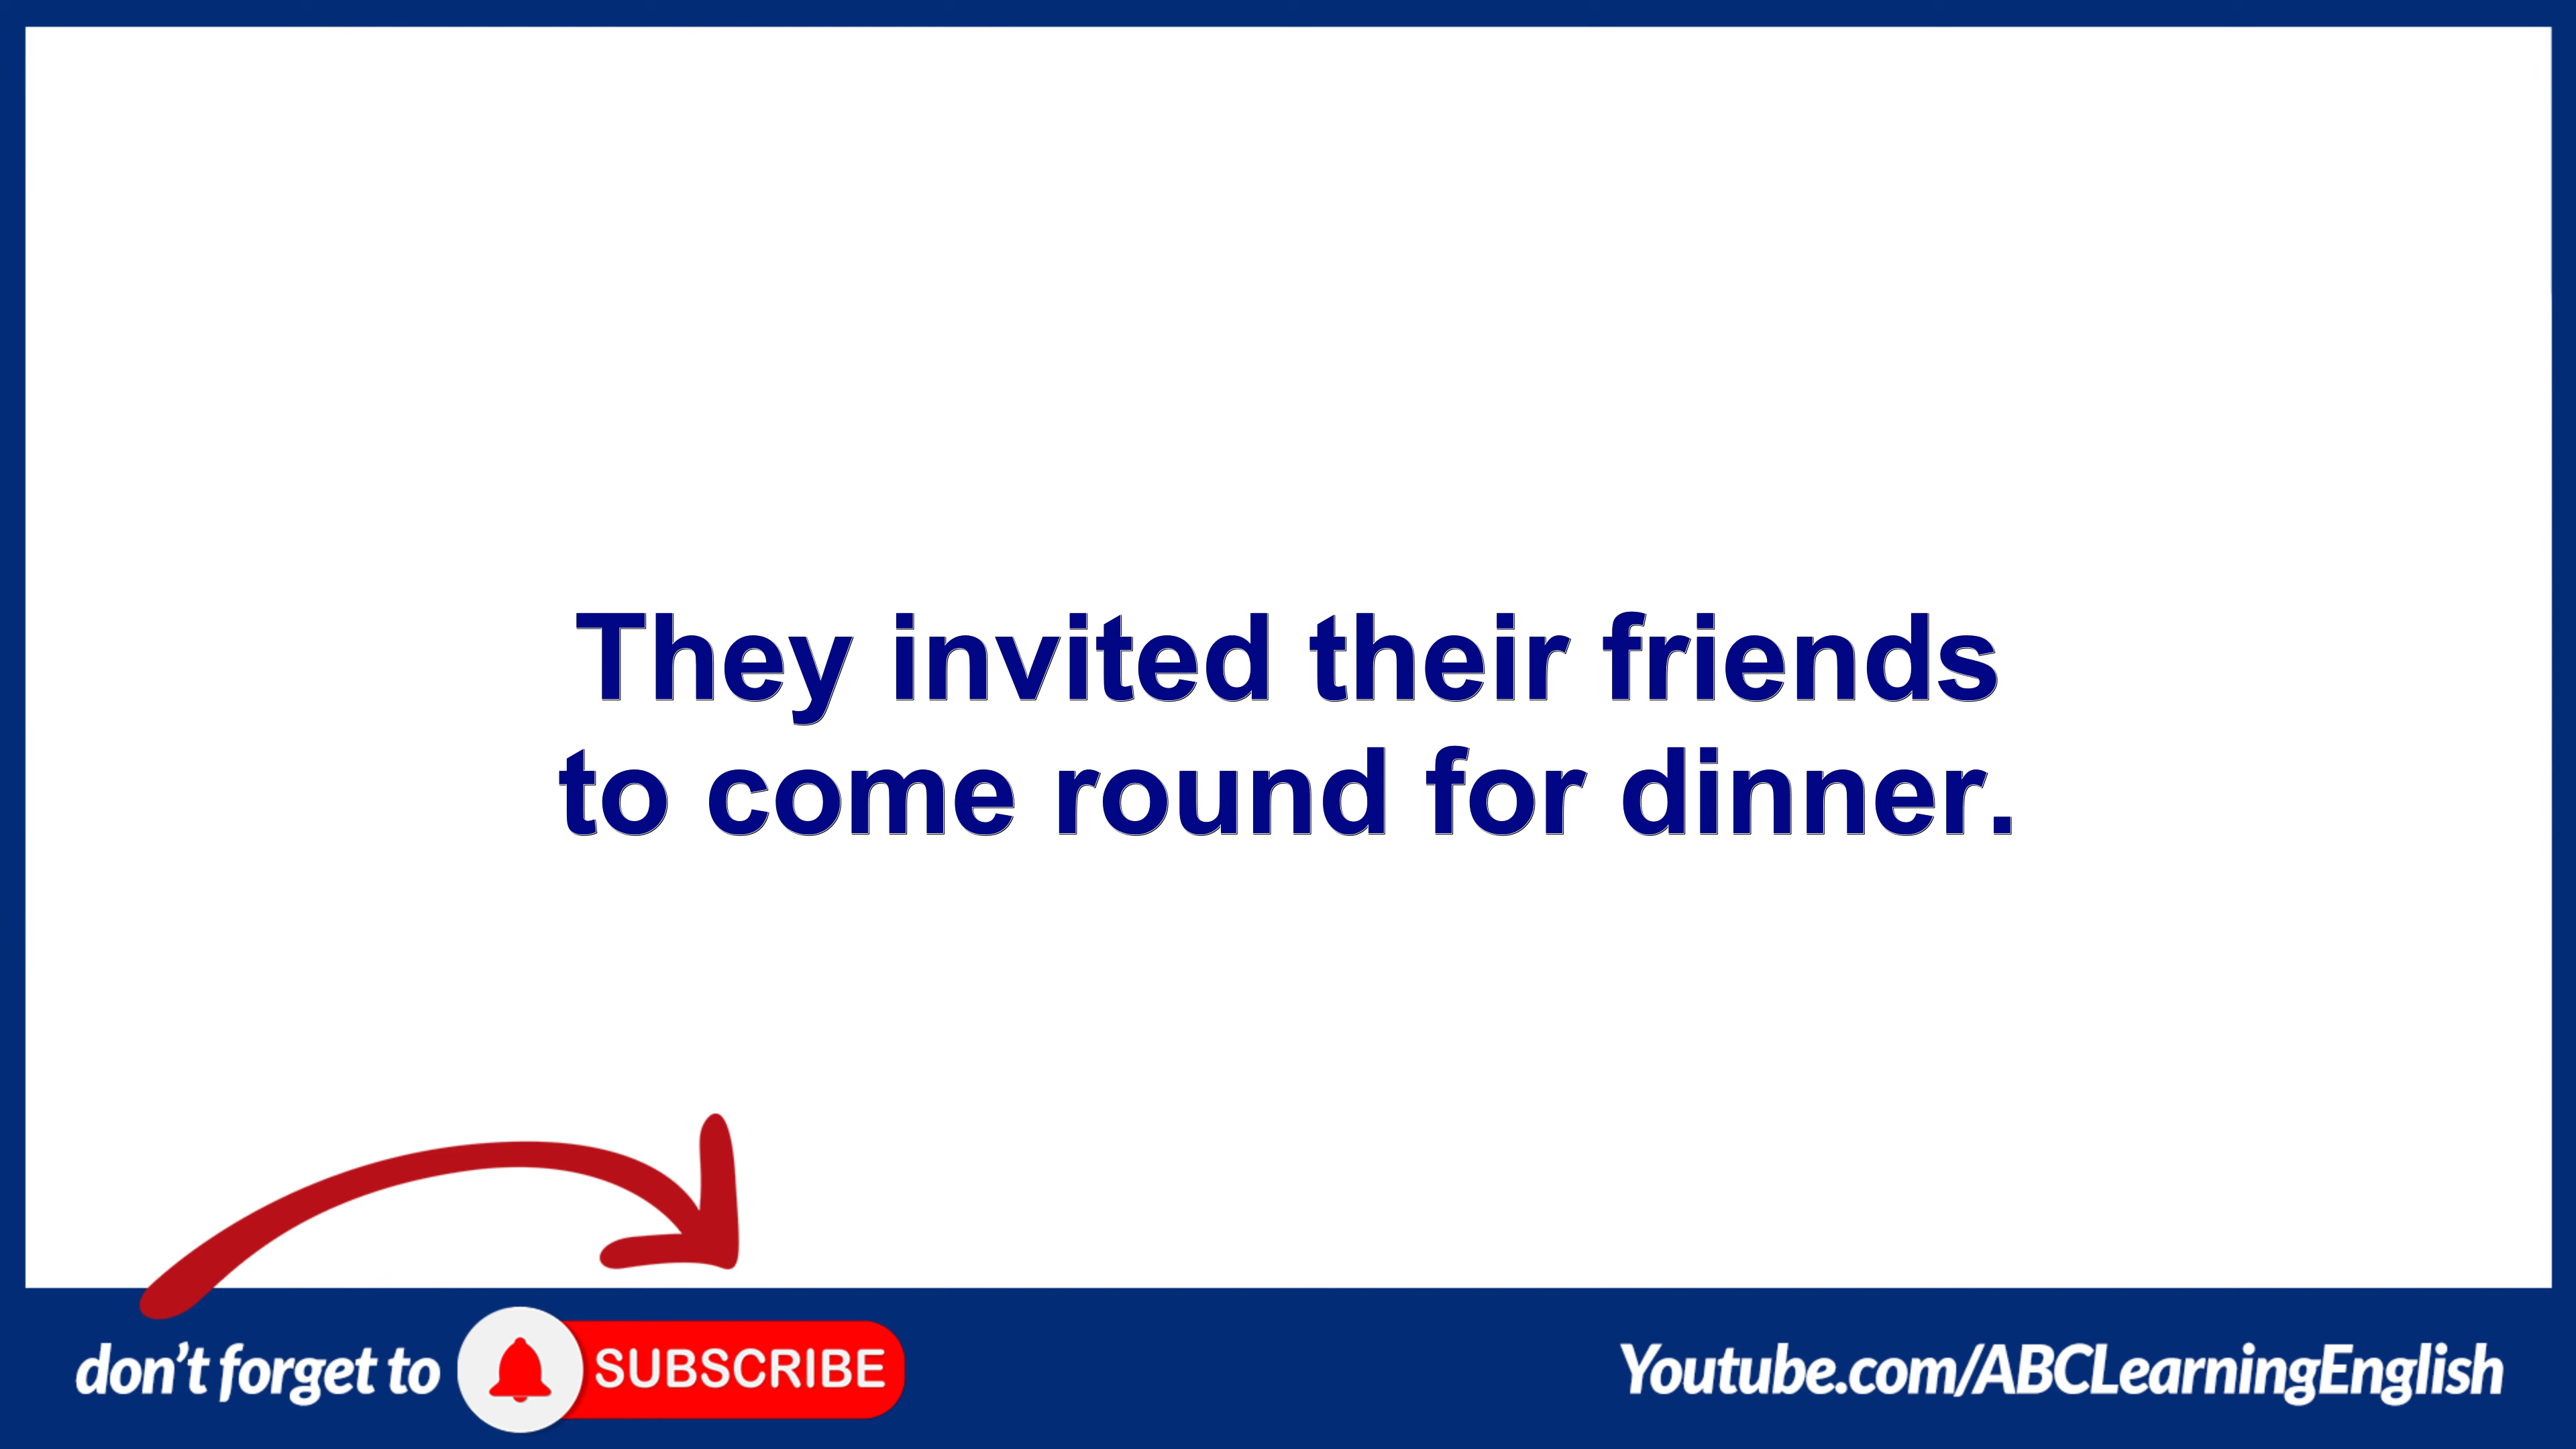 They invited their friends
to come round for dinner.
don't forget to SUBSCRIBE Youtube.com/ABCLearningEnglish